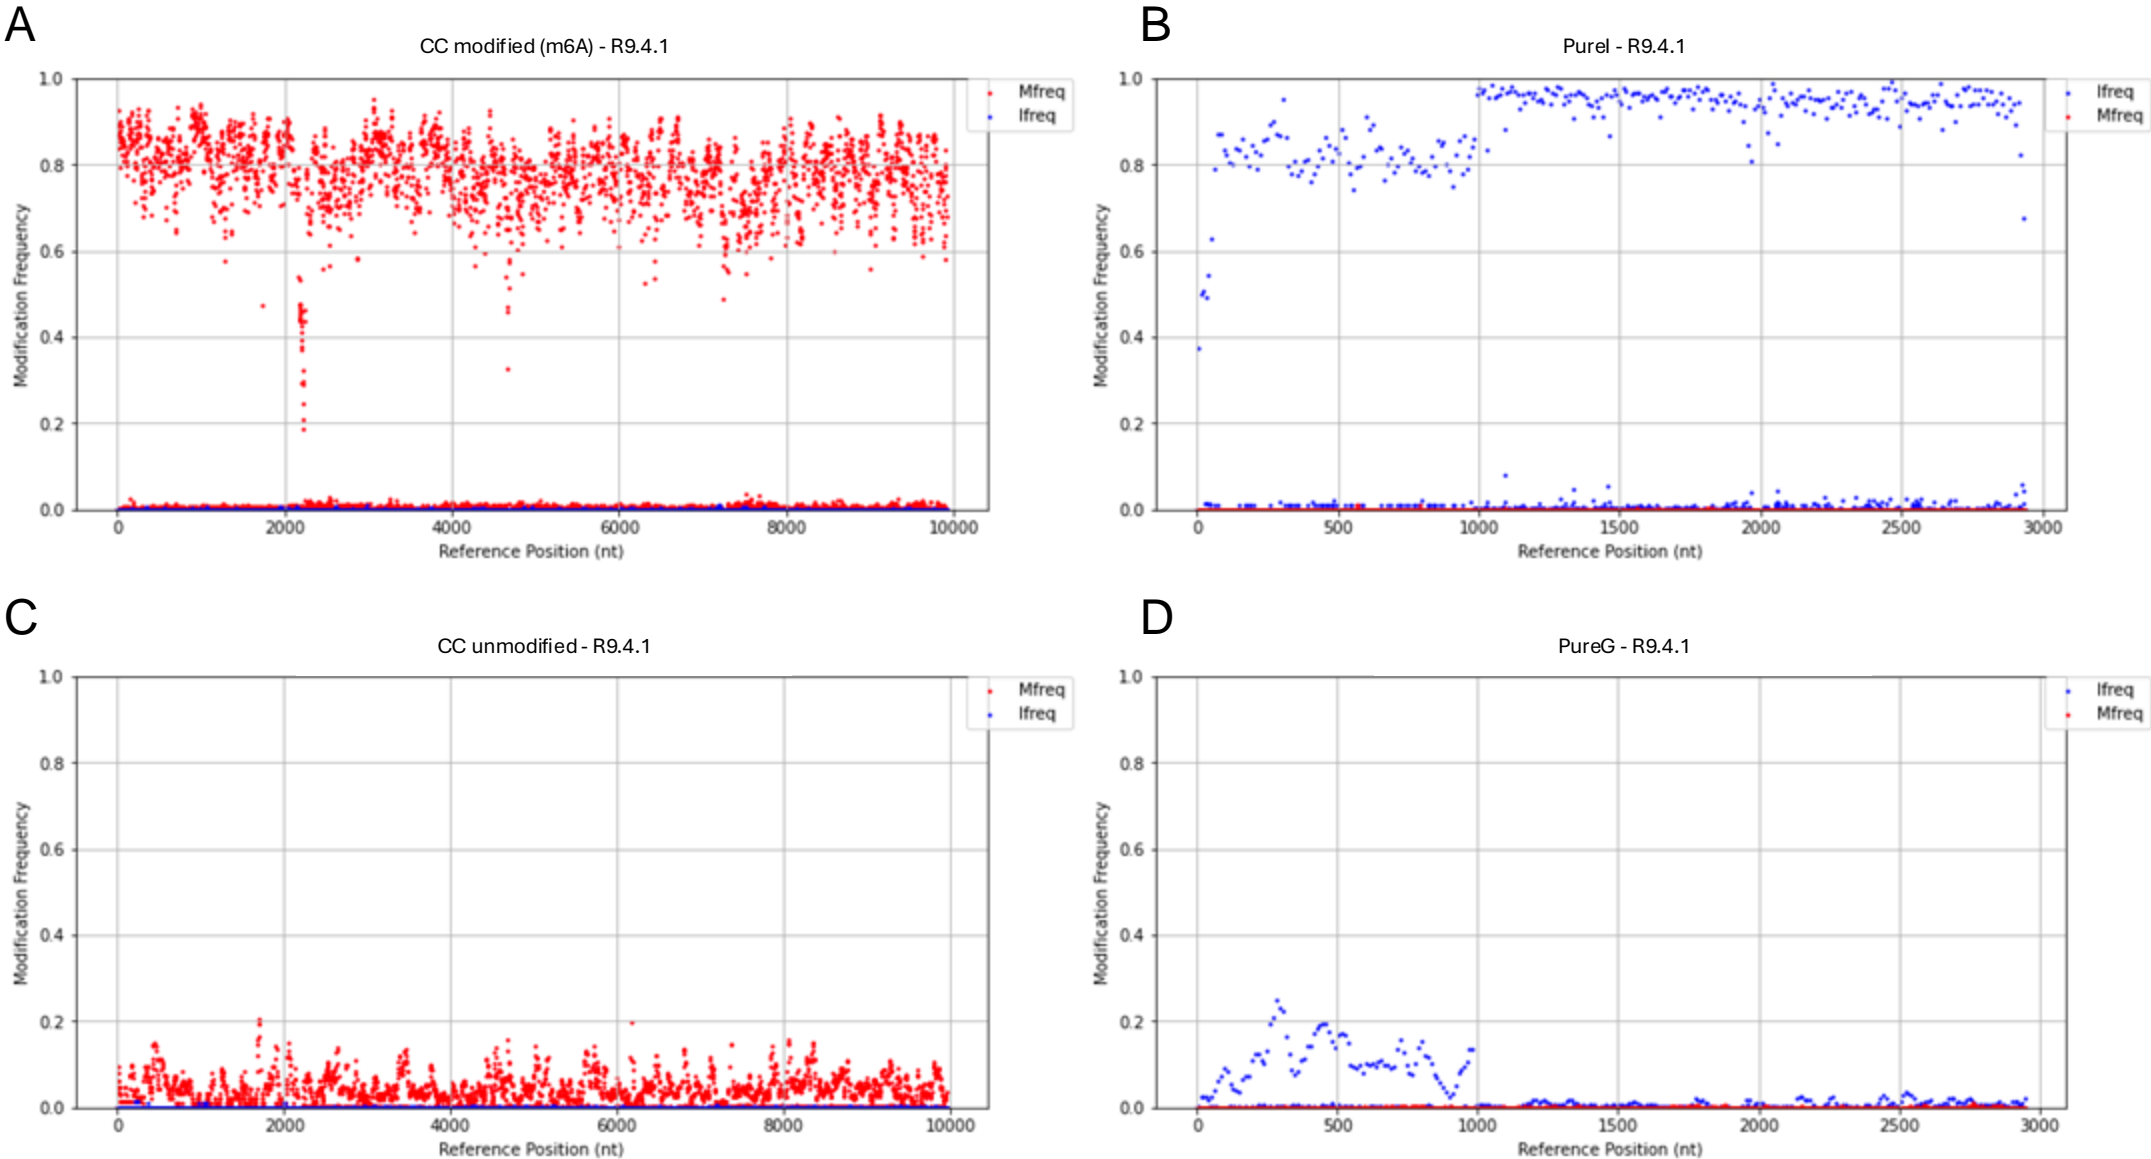 A
CC modified (m6A) - R9.4.1
Mfreq
Ifreq
Modification Frequency
1.0
0.8
0.6
0.4
0.2
0.0
0 2000 4000 6000 8000 10000
Reference Position (nt)
B
PureI - R9.4.1
Ifreq
Mfreq
Modification Frequency
1.0
0.8
0.6
0.4
0.2
0.0
0 500 1000 1500 2000 2500 3000
Reference Position (nt)
C
CC unmodified - R9.4.1
Mfreq
Ifreq
Modification Frequency
1.0
0.8
0.6
0.4
0.2
0.0
0 2000 4000 6000 8000 10000
Reference Position (nt)
D
PureG - R9.4.1
Ifreq
Mfreq
Modification Frequency
1.0
0.8
0.6
0.4
0.2
0.0
0 500 1000 1500 2000 2500 3000
Reference Position (nt)